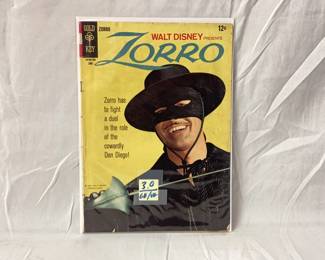 GOLD
KEY
ZORRO
WALT DISNEY PRESENTS
12¢
ZORRO
Zorro has
to fight
a duel
in the role
of the
cowardly
Don Diego!
3.0